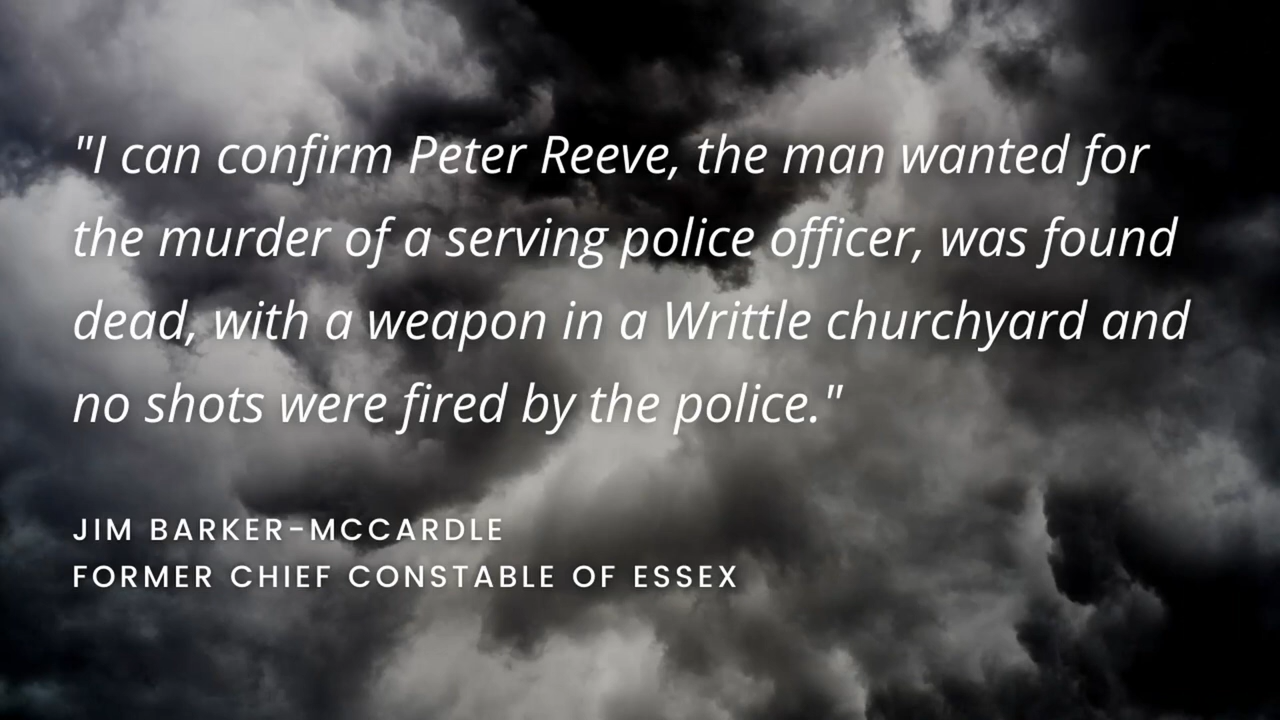 "I can confirm Peter Reeve, the man wanted for
the murder of a serving police officer, was found
dead, with a weapon in a Writtle churchyard and
no shots were fired by the police."
JIM BARKER-MCCARDLE
FORMER CHIEF CONSTABLE OF ESSEX